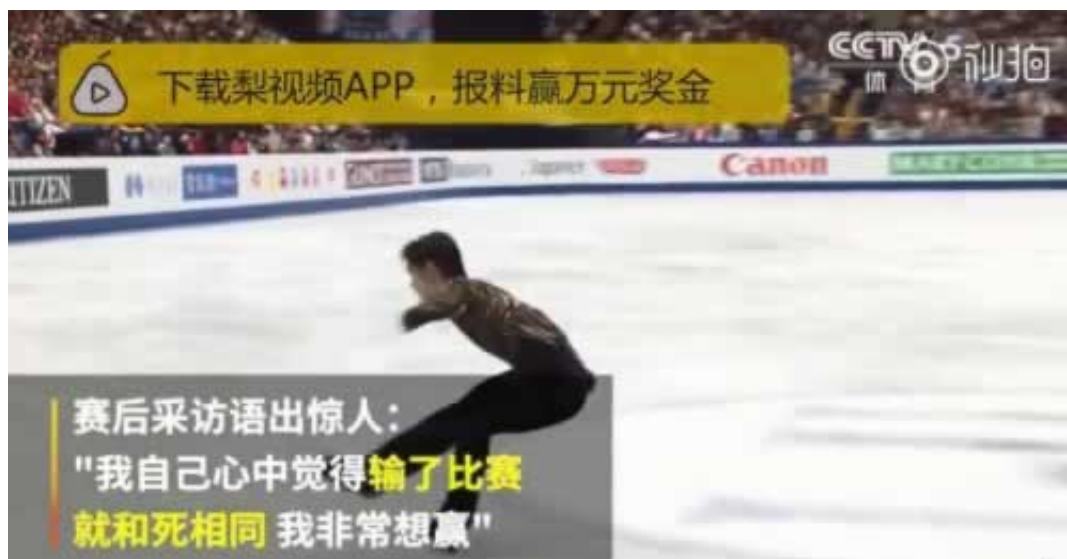 下载梨视频APP，报料赢万元奖金
CCTV
体
秒拍
CITIZEN
Canon
赛后采访语出惊人：
"我自己心中觉得输了比赛
就和死相同 我非常想赢"